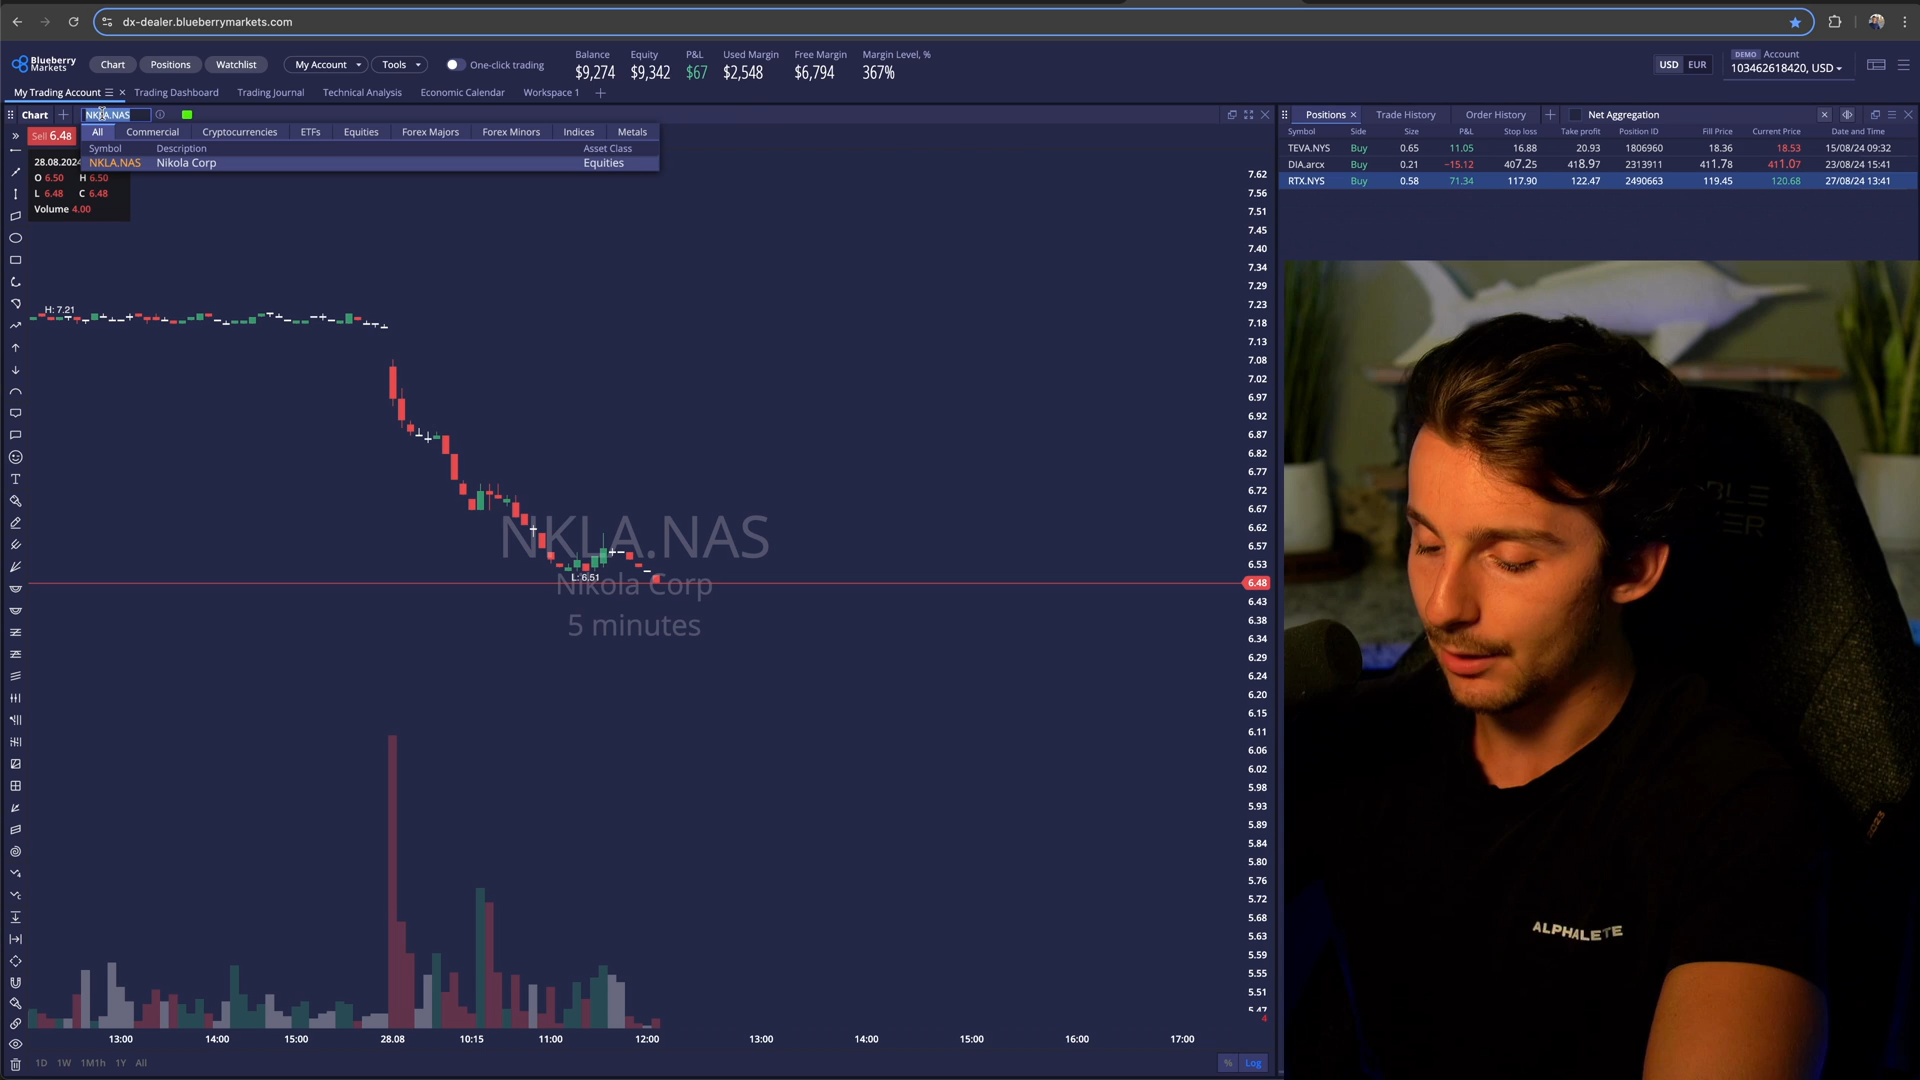 dx-dealer.blueberrymarkets.com
Blueberry Markets
Chart
Positions
Watchlist
My Account
Tools
One-click trading
Balance
$9,274
Equity
$9,342
P&L
$67
Used Margin
$2,548
Free Margin
$6,794
Margin Level, %
367%
USD
EUR
DEMO Account
103462618420, USD
My Trading Account
Trading Dashboard
Trading Journal
Technical Analysis
Economic Calendar
Workspace 1
Chart
NKLA.NAS
All Commercial Cryptocurrencies ETFs Equities Forex Majors Forex Minors Indices Metals
Symbol Description Asset Class
NKLA.NAS Nikola Corp Equities
Sell 6.48
28.08.2024
O 6.50 H 6.50
L 6.48 C 6.48
Volume 4.00
H: 7.21
L: 6.51
NKLA.NAS
Nikola Corp
5 minutes
7.62
7.56
7.51
7.45
7.40
7.34
7.29
7.23
7.18
7.13
7.08
7.02
6.97
6.92
6.87
6.82
6.77
6.72
6.67
6.62
6.57
6.53
6.48
6.43
6.38
6.34
6.29
6.24
6.20
6.15
6.11
6.06
6.02
5.98
5.93
5.89
5.84
5.80
5.76
5.72
5.68
5.63
5.59
5.55
5.51
5.47
4
13:00 14:00 15:00 28.08 10:15 11:00 12:00 13:00 14:00 15:00 16:00 17:00
1D 1W 1M1h 1Y All
% Log
Positions
Trade History
Order History
Net Aggregation
Symbol Side Size P&L Stop loss Take profit Position ID Fill Price Current Price Date and Time
TEVA.NYS Buy 0.65 11.05 16.88 20.93 1806960 18.36 18.53 15/08/24 09:32
DIA.arcx Buy 0.21 −15.12 407.25 418.97 2313911 411.78 411.07 23/08/24 15:41
RTX.NYS Buy 0.58 71.34 117.90 122.47 2490663 119.45 120.68 27/08/24 13:41
ALPHALETE
2023